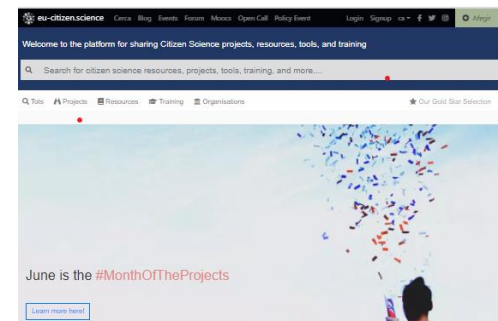 eu-citizen.science Cerca Blog Events Forum Moocs Open Call Policy Event Login Signup ca Afegir
Welcome to the platform for sharing Citizen Science projects, resources, tools, and training
Search for citizen science resources, projects, tools, training, and more....
Tots Projects Resources Training Organisations Our Gold Star Selection
June is the #MonthOfTheProjects
Learn more here!